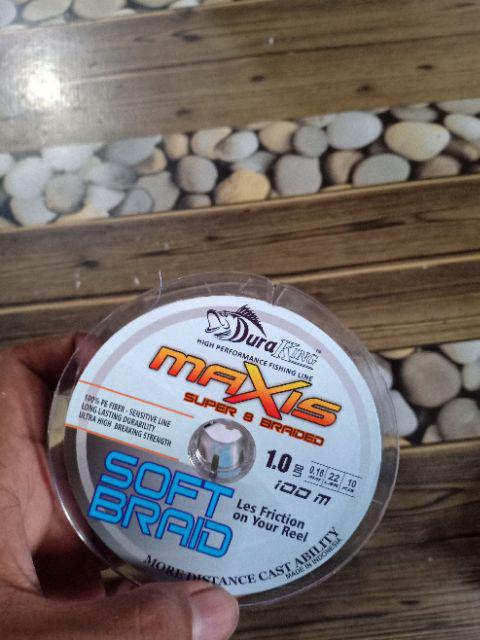 Dura King
HIGH PERFORMANCE FISHING LINE
maXis
SUPER 8 BRAIDED
100% PE FIBER - SENSITIVE LINE
LONG LASTING DURABILITY
ULTRA HIGH BREAKING STRENGTH
1.0
100 m
0,16
22
10
SOFT
BRAID
Les Friction
on Your Reel
MORE DISTANCE CAST ABILITY
MADE IN INDONESIA